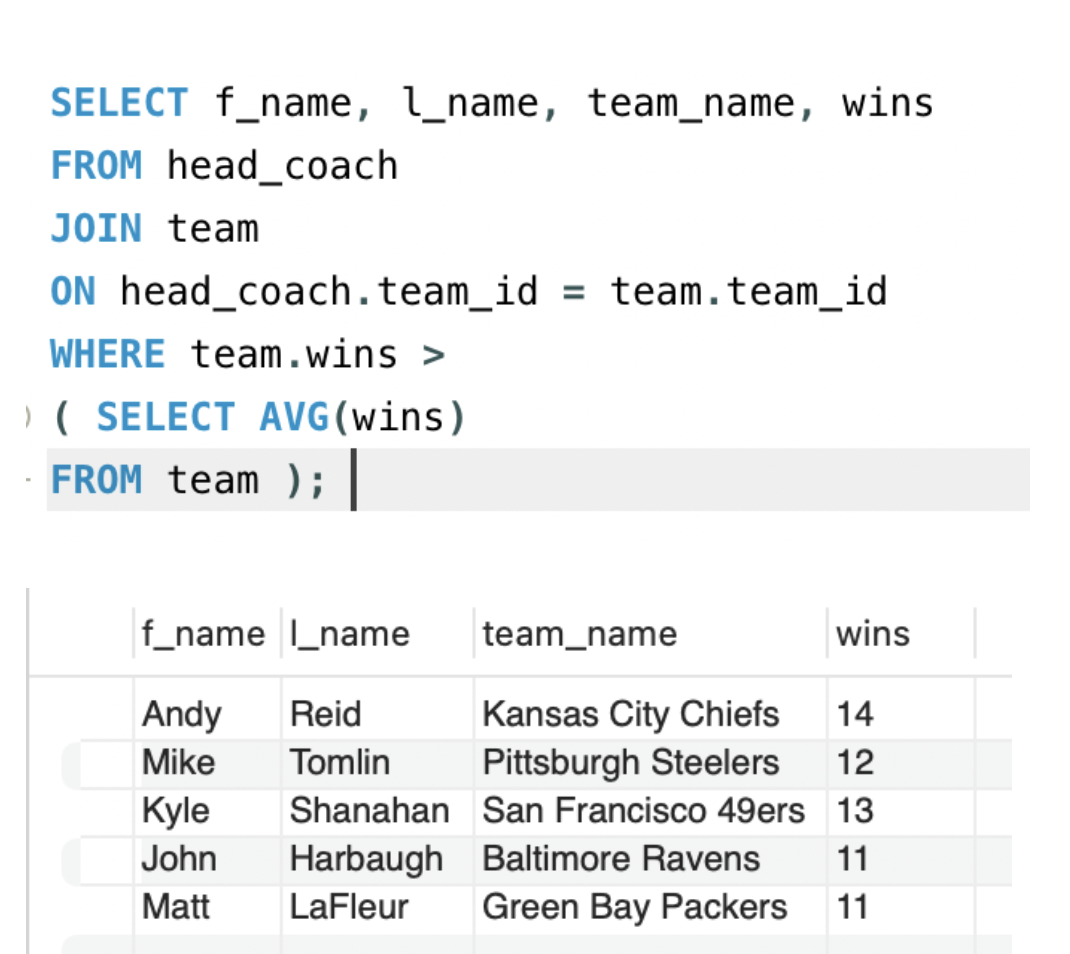 SELECT f_name, l_name, team_name, wins
FROM head_coach
JOIN team
ON head_coach.team_id = team.team_id
WHERE team.wins >
( SELECT AVG(wins)
FROM team );
f_name l_name team_name wins
Andy Reid Kansas City Chiefs 14
Mike Tomlin Pittsburgh Steelers 12
Kyle Shanahan San Francisco 49ers 13
John Harbaugh Baltimore Ravens 11
Matt LaFleur Green Bay Packers 11